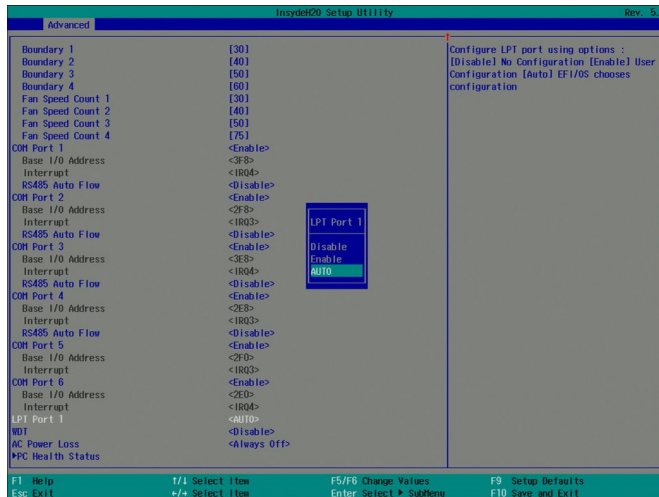 InsydeH20 Setup Utility Rev. 5.
Advanced
Boundary 1 [30]
Boundary 2 [40]
Boundary 3 [50]
Boundary 4 [60]
Fan Speed Count 1 [30]
Fan Speed Count 2 [40]
Fan Speed Count 3 [50]
Fan Speed Count 4 [75]
COM Port 1 <Enable>
Base I/O Address <3F8>
Interrupt <IRQ4>
RS485 Auto Flow <Disable>
COM Port 2 <Enable>
Base I/O Address <2F8>
Interrupt <IRQ3>
RS485 Auto Flow <Disable>
COM Port 3 <Enable>
Base I/O Address <3E8>
Interrupt <IRQ4>
RS485 Auto Flow <Disable>
COM Port 4 <Enable>
Base I/O Address <2E8>
Interrupt <IRQ3>
RS485 Auto Flow <Disable>
COM Port 5 <Enable>
Base I/O Address <2F0>
Interrupt <IRQ3>
COM Port 6 <Enable>
Base I/O Address <2E0>
Interrupt <IRQ4>
LPT Port 1 <AUTO>
WDT <Disable>
AC Power Loss <Always Off>
►PC Health Status
LPT Port 1
Disable
Enable
AUTO
Configure LPT port using options :
[Disable] No Configuration [Enable] User
Configuration [Auto] EFI/OS chooses
configuration
F1 Help ↑/↓ Select Item F5/F6 Change Values F9 Setup Defaults
Esc Exit ←/→ Select Item Enter Select ► SubMenu F10 Save and Exit